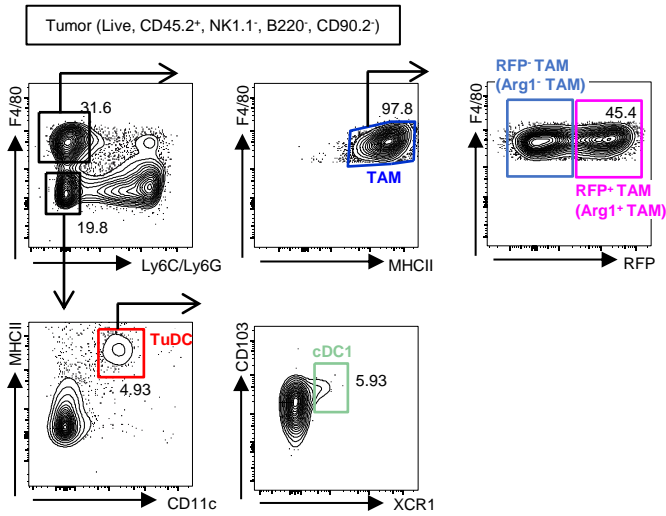 Tumor (Live, CD45.2⁺, NK1.1⁻, B220⁻, CD90.2⁻)
F4/80
31.6
19.8
Ly6C/Ly6G
F4/80
97.8
TAM
MHCII
RFP⁻ TAM
(Arg1⁻ TAM)
F4/80
45.4
RFP⁺ TAM
(Arg1⁺ TAM)
RFP
MHCII
TuDC
4.93
CD11c
CD103
cDC1
5.93
XCR1